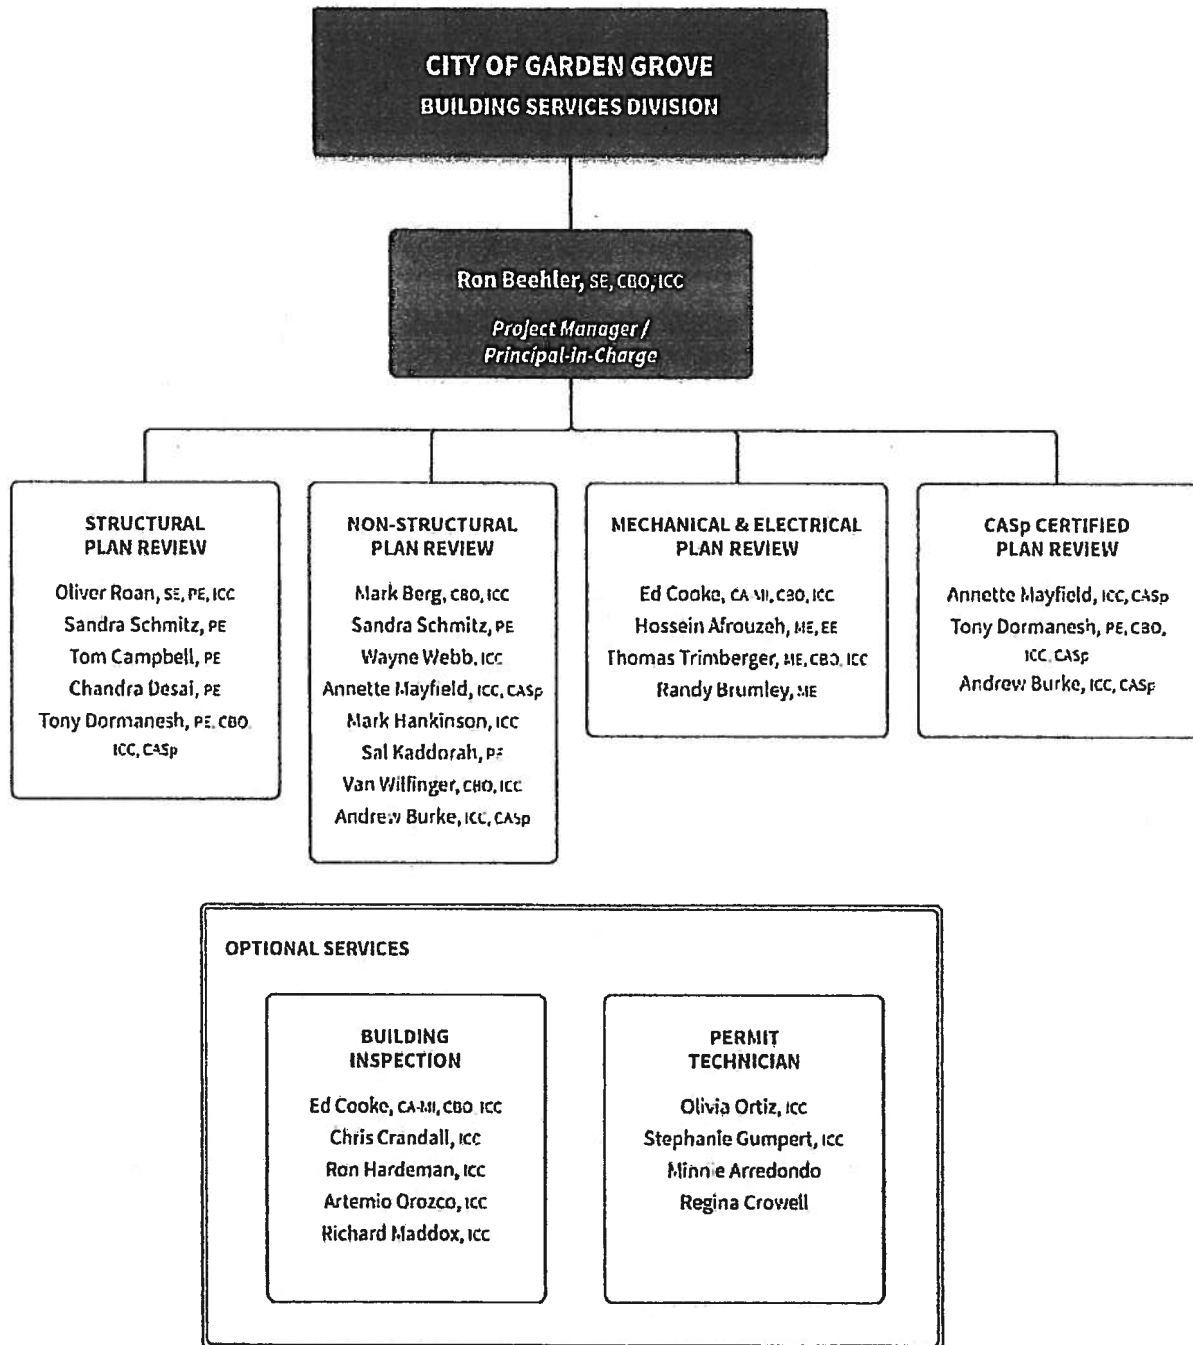 CITY OF GARDEN GROVE
BUILDING SERVICES DIVISION
Ron Beehler, SE, CBO, ICC
Project Manager /
Principal-in-Charge
STRUCTURAL
PLAN REVIEW
Oliver Roan, SE, PE, ICC
Sandra Schmitz, PE
Tom Campbell, PE
Chandra Desai, PE
Tony Dormanesh, PE, CBO,
ICC, CASp
NON-STRUCTURAL
PLAN REVIEW
Mark Berg, CBO, ICC
Sandra Schmitz, PE
Wayne Webb, ICC
Annette Mayfield, ICC, CASp
Mark Hankinson, ICC
Sal Kaddorah, PE
Van Wilfinger, CBO, ICC
Andrew Burke, ICC, CASp
MECHANICAL & ELECTRICAL
PLAN REVIEW
Ed Cooke, CA-MI, CBO, ICC
Hossein Afrouzeh, ME, EE
Thomas Trimberger, ME, CBO, ICC
Randy Brumley, ME
CASp CERTIFIED
PLAN REVIEW
Annette Mayfield, ICC, CASp
Tony Dormanesh, PE, CBO,
ICC, CASp
Andrew Burke, ICC, CASp
OPTIONAL SERVICES
BUILDING
INSPECTION
Ed Cooke, CA-MI, CBO, ICC
Chris Crandall, ICC
Ron Hardeman, ICC
Artemio Orozco, ICC
Richard Maddox, ICC
PERMIT
TECHNICIAN
Olivia Ortiz, ICC
Stephanie Gumpert, ICC
Minnie Arredondo
Regina Crowell